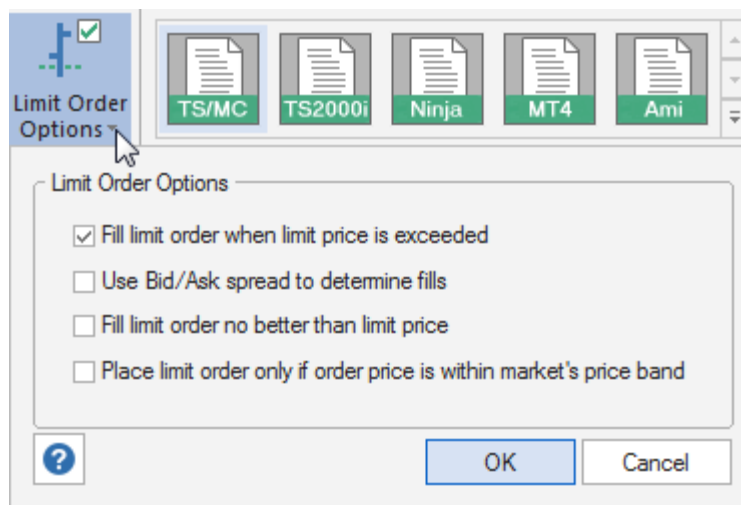 Limit Order
Options
TS/MC
TS2000i
Ninja
MT4
Ami
Limit Order Options
Fill limit order when limit price is exceeded
Use Bid/Ask spread to determine fills
Fill limit order no better than limit price
Place limit order only if order price is within market's price band
?
OK
Cancel